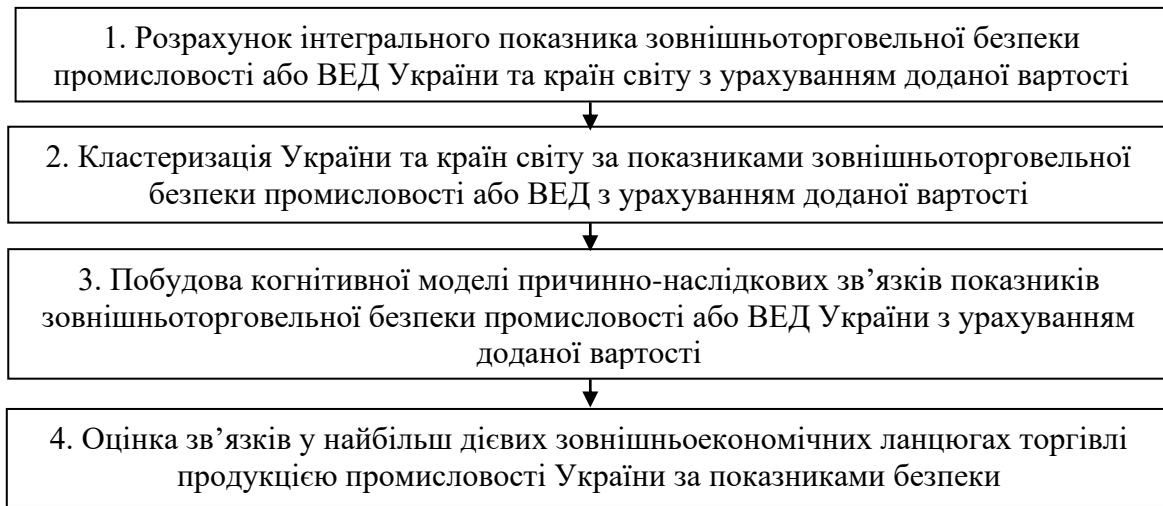 1. Розрахунок інтегрального показника зовнішньоторговельної безпеки
промисловості або ВЕД України та країн світу з урахуванням доданої вартості
2. Кластеризація України та країн світу за показниками зовнішньоторговельної
безпеки промисловості або ВЕД з урахуванням доданої вартості
3. Побудова когнітивної моделі причинно-наслідкових зв’язків показників
зовнішньоторговельної безпеки промисловості або ВЕД України з урахуванням
доданої вартості
4. Оцінка зв’язків у найбільш дієвих зовнішньоекономічних ланцюгах торгівлі
продукцією промисловості України за показниками безпеки